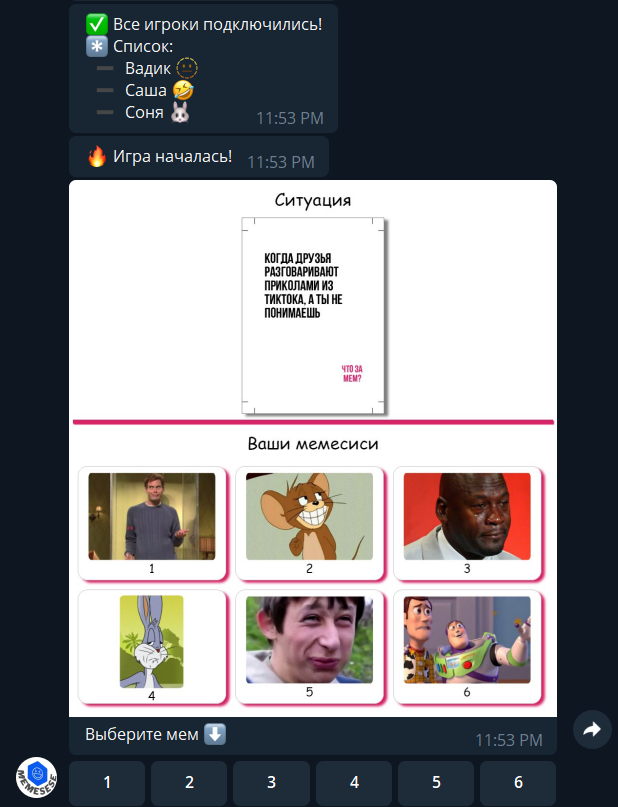 ✅ Все игроки подключились!
*️⃣ Список:
➖ Вадик 🫥
➖ Саша 🤣
➖ Соня 🐰
11:53 PM
🔥 Игра началась! 11:53 PM
Ситуация
КОГДА ДРУЗЬЯ
РАЗГОВАРИВАЮТ
ПРИКОЛАМИ ИЗ
ТИКТОКА, А ТЫ НЕ
ПОНИМАЕШЬ
ЧТО ЗА
МЕМ?
Ваши мемесиси
1
2
3
4
5
6
Выберите мем ⬇️
11:53 PM
MEMESESE
1 2 3 4 5 6